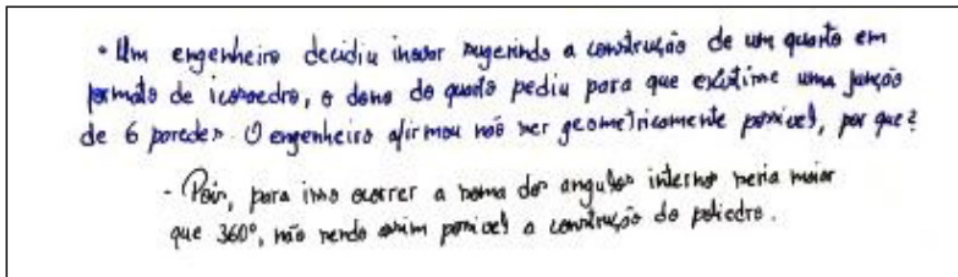 • Um engenheiro decidiu inovar sugerindo a construção de um quarto em
formato de icosaedro, o dono do quarto pediu para que existisse uma junção
de 6 paredes. O engenheiro afirmou não ser geometricamente possível, por que?
- Pois, para isso ocorrer a soma dos angulos internos seria maior
que 360°, não sendo assim possível a construção do poliedro.